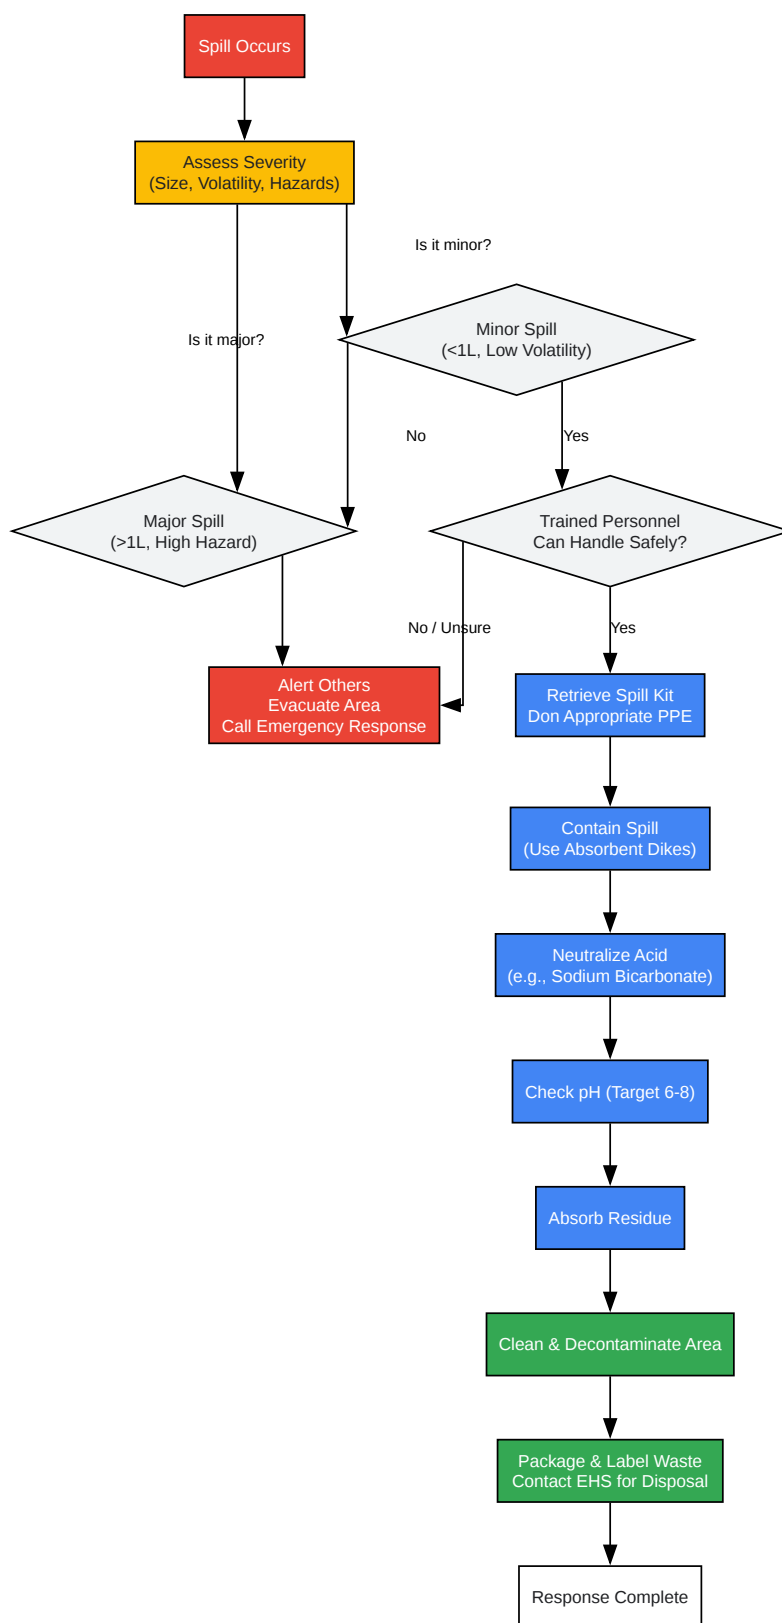 Spill Occurs
Assess Severity
(Size, Volatility, Hazards)
Is it minor?
Is it major?
Minor Spill
(<1L, Low Volatility)
No
Yes
Major Spill
(>1L, High Hazard)
Trained Personnel
Can Handle Safely?
No / Unsure
Yes
Alert Others
Evacuate Area
Call Emergency Response
Retrieve Spill Kit
Don Appropriate PPE
Contain Spill
(Use Absorbent Dikes)
Neutralize Acid
(e.g., Sodium Bicarbonate)
Check pH (Target 6-8)
Absorb Residue
Clean & Decontaminate Area
Package & Label Waste
Contact EHS for Disposal
Response Complete